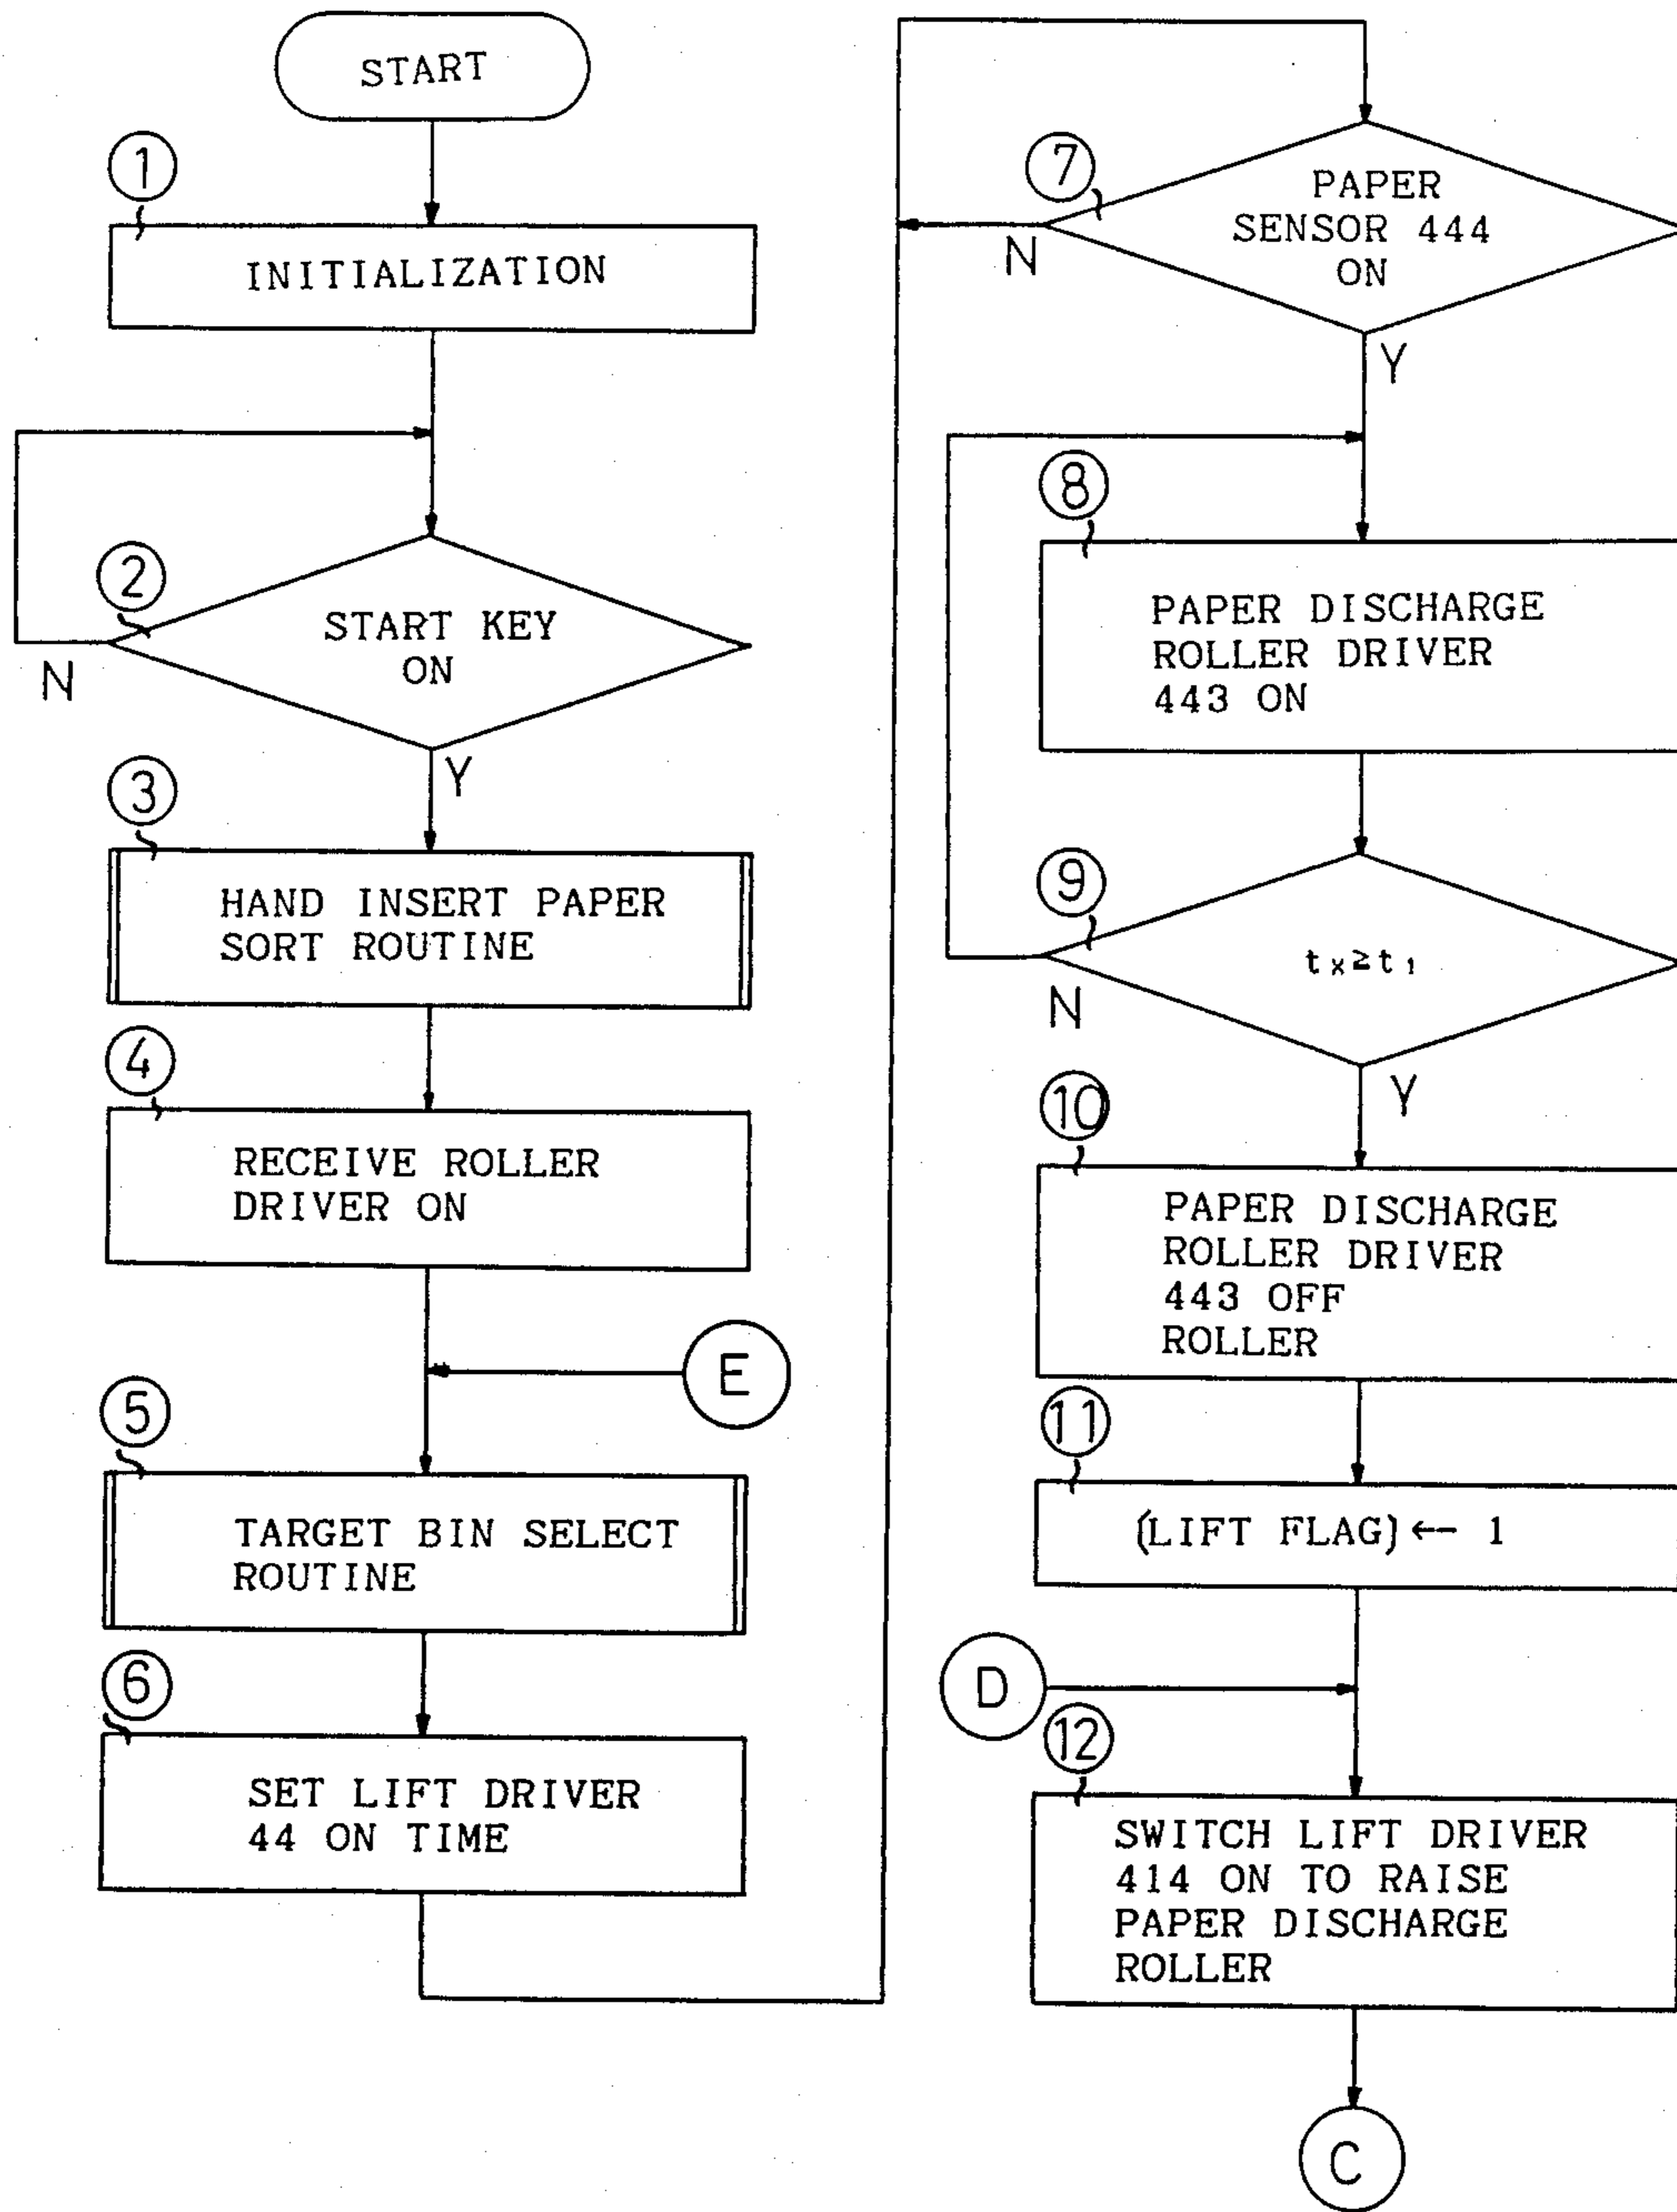 START
①
INITIALIZATION
②
START KEY
ON
N
Y
③
HAND INSERT PAPER
SORT ROUTINE
④
RECEIVE ROLLER
DRIVER ON
E
⑤
TARGET BIN SELECT
ROUTINE
⑥
SET LIFT DRIVER
44 ON TIME
⑦
PAPER
SENSOR 444
ON
N
Y
⑧
PAPER DISCHARGE
ROLLER DRIVER
443 ON
⑨
tx≥t1
N
Y
⑩
PAPER DISCHARGE
ROLLER DRIVER
443 OFF
ROLLER
⑪
(LIFT FLAG)← 1
D
⑫
SWITCH LIFT DRIVER
414 ON TO RAISE
PAPER DISCHARGE
ROLLER
C